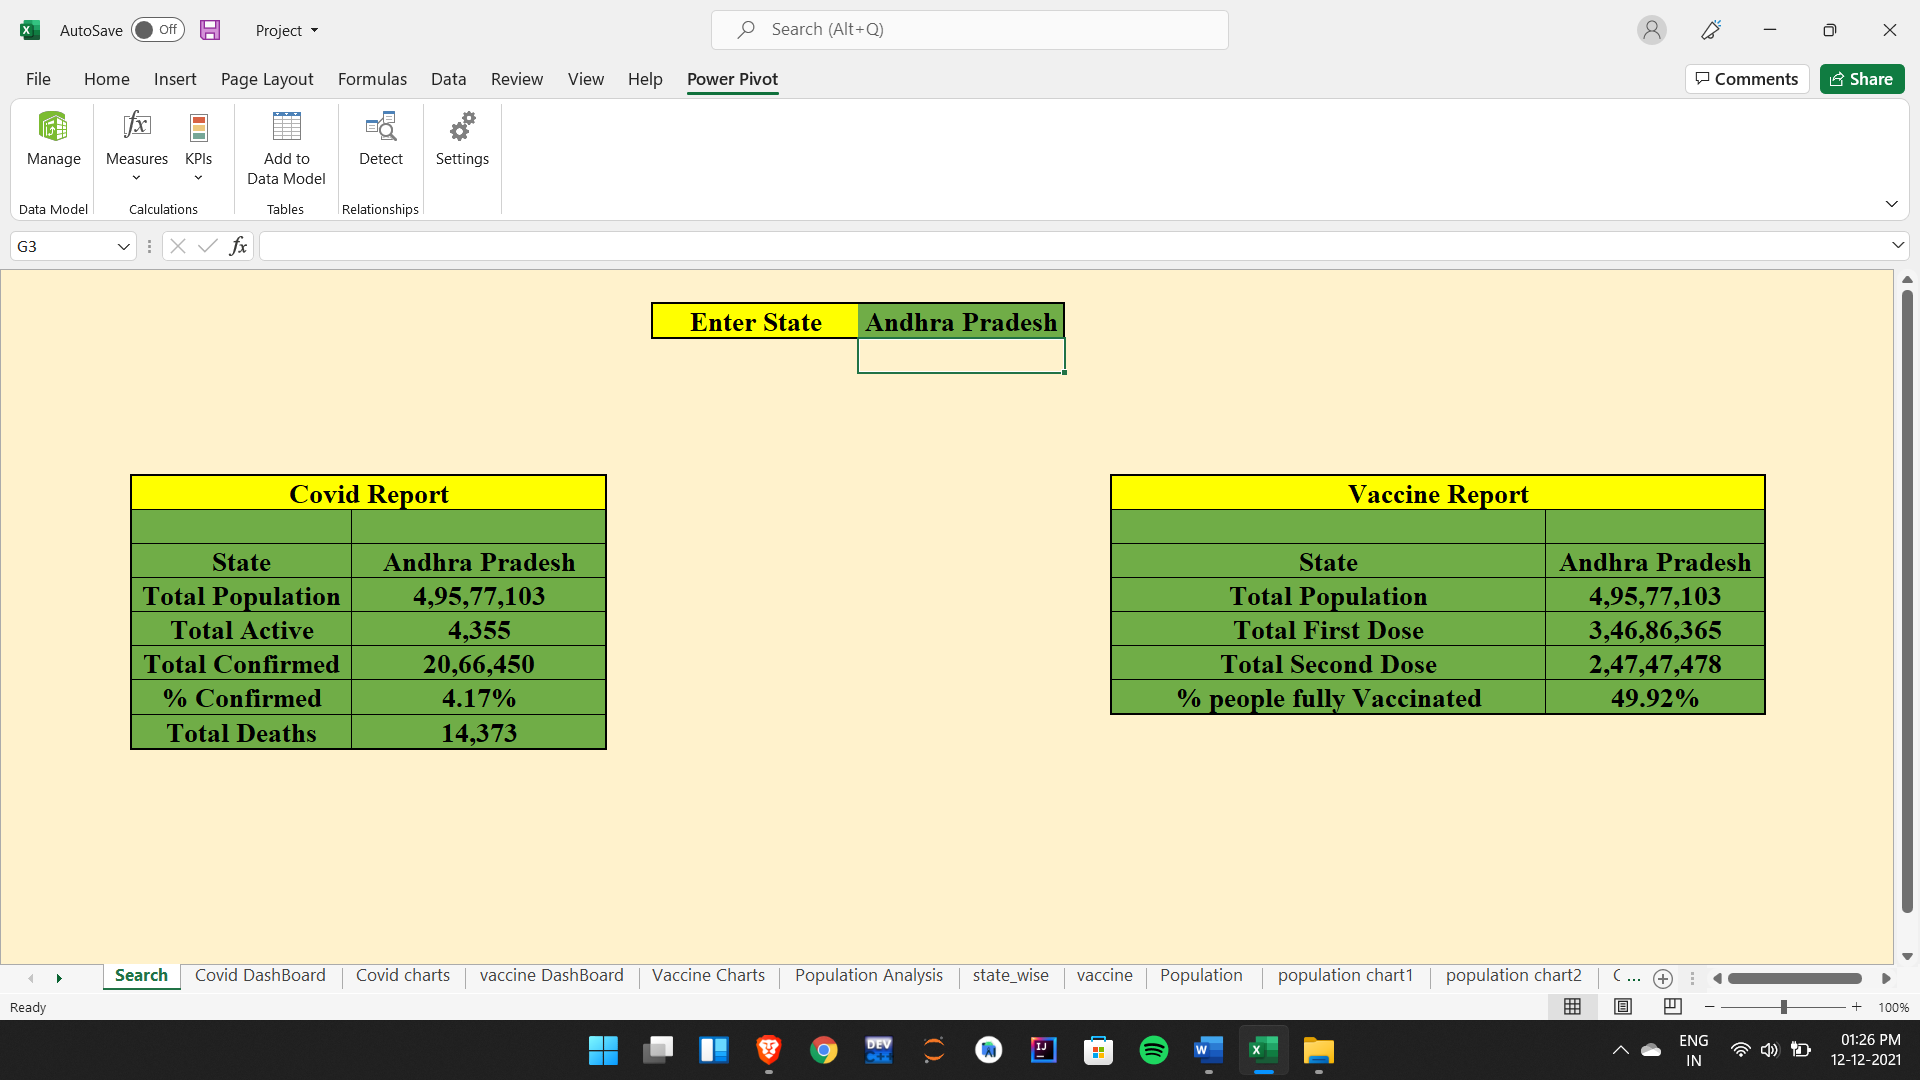 AutoSave Off Project Search (Alt+Q)
File Home Insert Page Layout Formulas Data Review View Help Power Pivot Comments Share
Manage Measures KPIs Add to Data Model Detect Settings
Data Model Calculations Tables Relationships
G3 fx
Enter State Andhra Pradesh
Covid Report
State Andhra Pradesh
Total Population 4,95,77,103
Total Active 4,355
Total Confirmed 20,66,450
% Confirmed 4.17%
Total Deaths 14,373
Vaccine Report
State Andhra Pradesh
Total Population 4,95,77,103
Total First Dose 3,46,86,365
Total Second Dose 2,47,47,478
% people fully Vaccinated 49.92%
Search Covid DashBoard Covid charts vaccine DashBoard Vaccine Charts Population Analysis state_wise vaccine Population population chart1 population chart2 ...
Ready 100%
ENG 01:26 PM
IN 12-12-2021